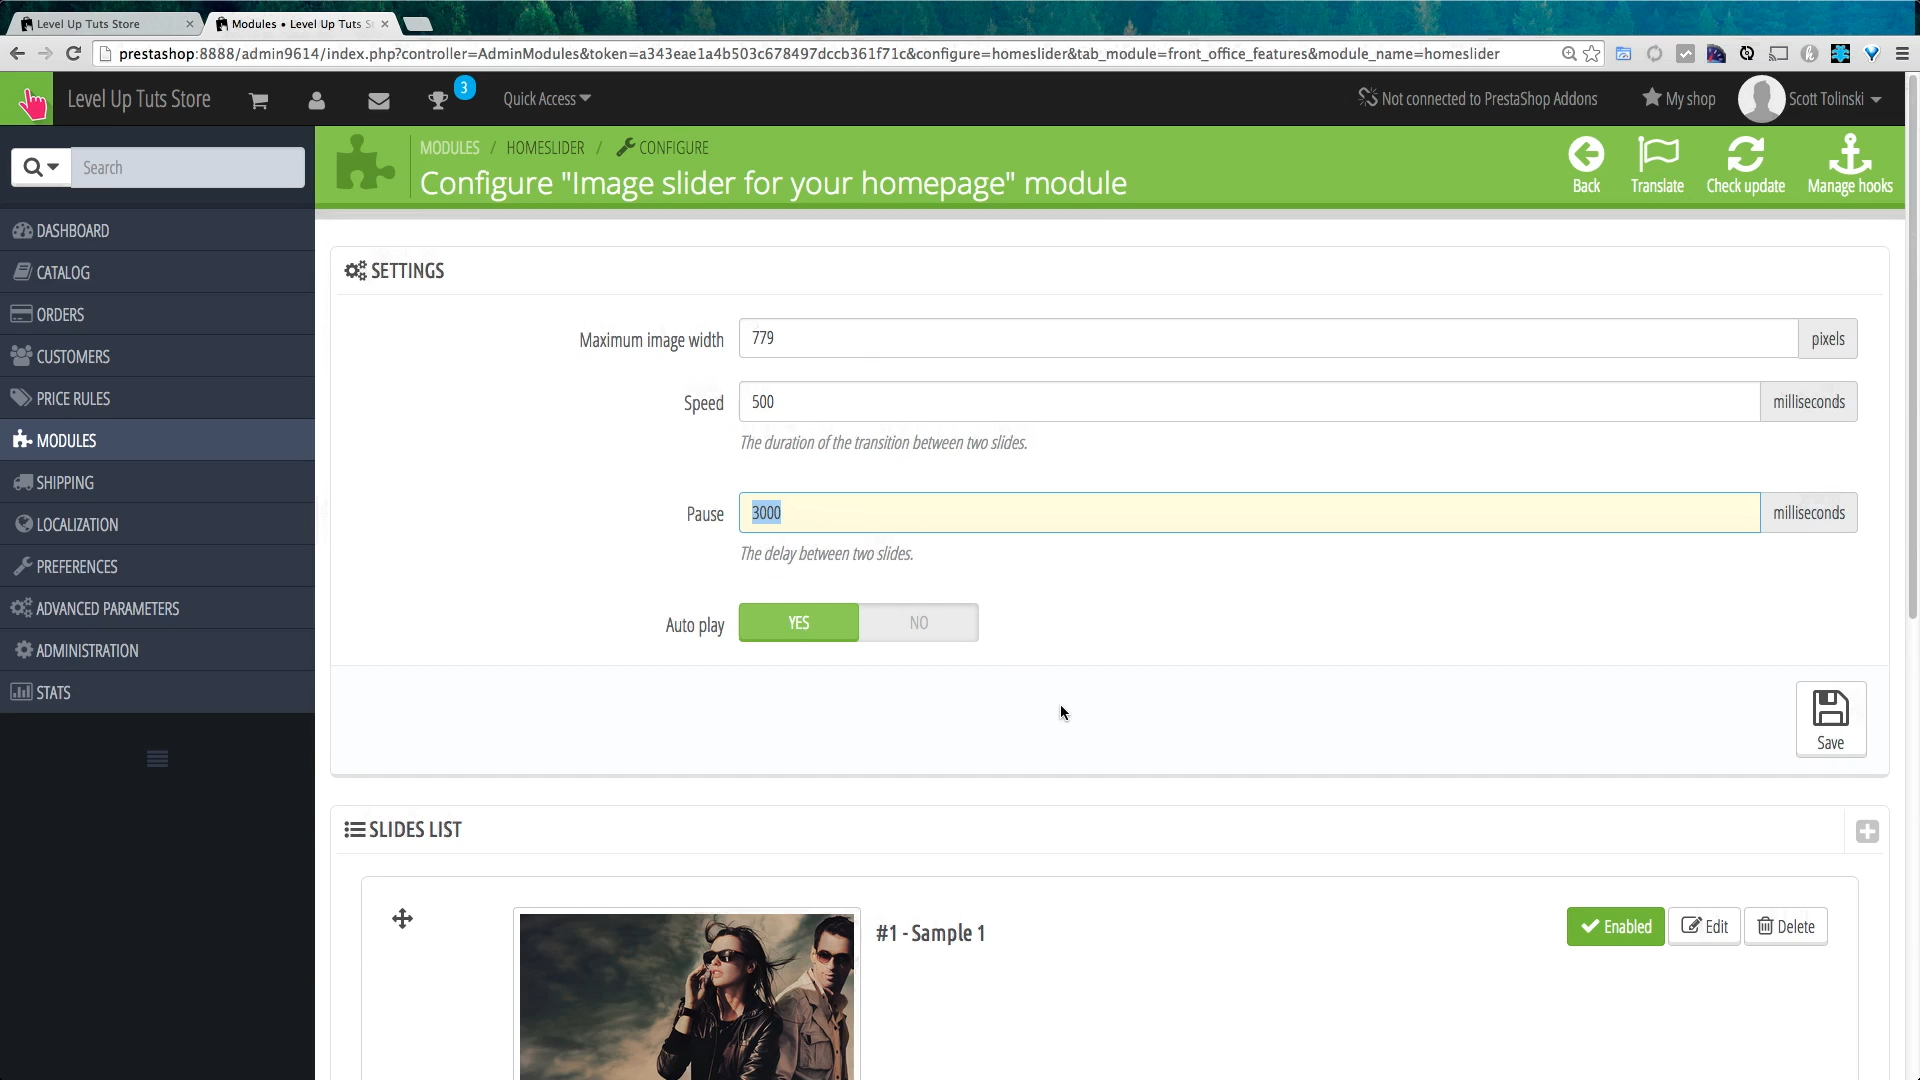 Level Up Tuts Store
Modules • Level Up Tuts S
prestashop:8888/admin9614/index.php?controller=AdminModules&token=a343eae1a4b503c678497dccb361f71c&configure=homeslider&tab_module=front_office_features&module_name=homeslider
Level Up Tuts Store
3
Quick Access
Not connected to PrestaShop Addons
My shop
Scott Tolinski
Search
DASHBOARD
CATALOG
ORDERS
CUSTOMERS
PRICE RULES
MODULES
SHIPPING
LOCALIZATION
PREFERENCES
ADVANCED PARAMETERS
ADMINISTRATION
STATS
MODULES / HOMESLIDER / CONFIGURE
Configure "Image slider for your homepage" module
Back
Translate
Check update
Manage hooks
SETTINGS
Maximum image width 779 pixels
Speed 500 milliseconds
The duration of the transition between two slides.
Pause 3000 milliseconds
The delay between two slides.
Auto play YES NO
Save
SLIDES LIST
#1 - Sample 1
Enabled
Edit
Delete